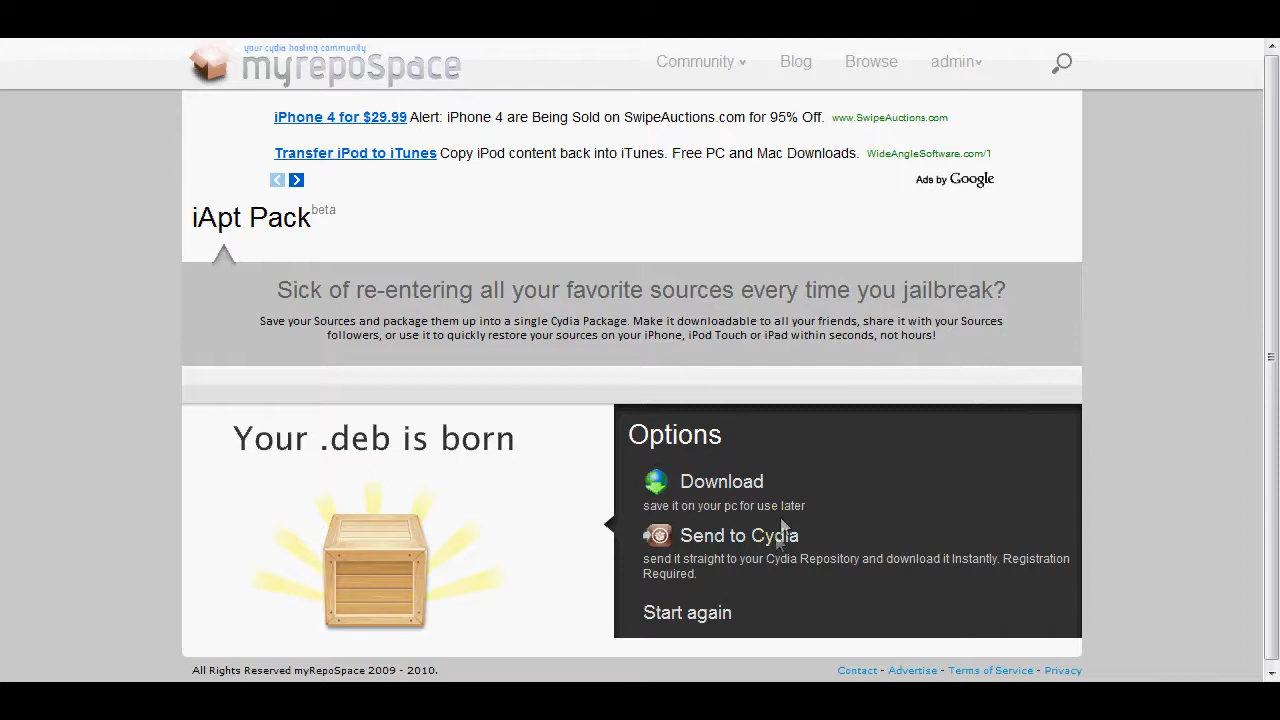 your cydia hosting community
myrepoSpace
Community Blog Browse admin
iPhone 4 for $29.99 Alert: iPhone 4 are Being Sold on SwipeAuctions.com for 95% Off. www.SwipeAuctions.com
Transfer iPod to iTunes Copy iPod content back into iTunes. Free PC and Mac Downloads. WideAngleSoftware.com/T
Ads by Google
iApt Pack beta
Sick of re-entering all your favorite sources every time you jailbreak?
Save your Sources and package them up into a single Cydia Package. Make it downloadable to all your friends, share it with your Sources
followers, or use it to quickly restore your sources on your iPhone, iPod Touch or iPad within seconds, not hours!
Your .deb is born
Options
Download
save it on your pc for use later
Send to Cydia
send it straight to your Cydia Repository and download it Instantly. Registration
Required.
Start again
All Rights Reserved myRepoSpace 2009 - 2010.
Contact - Advertise - Terms of Service - Privacy